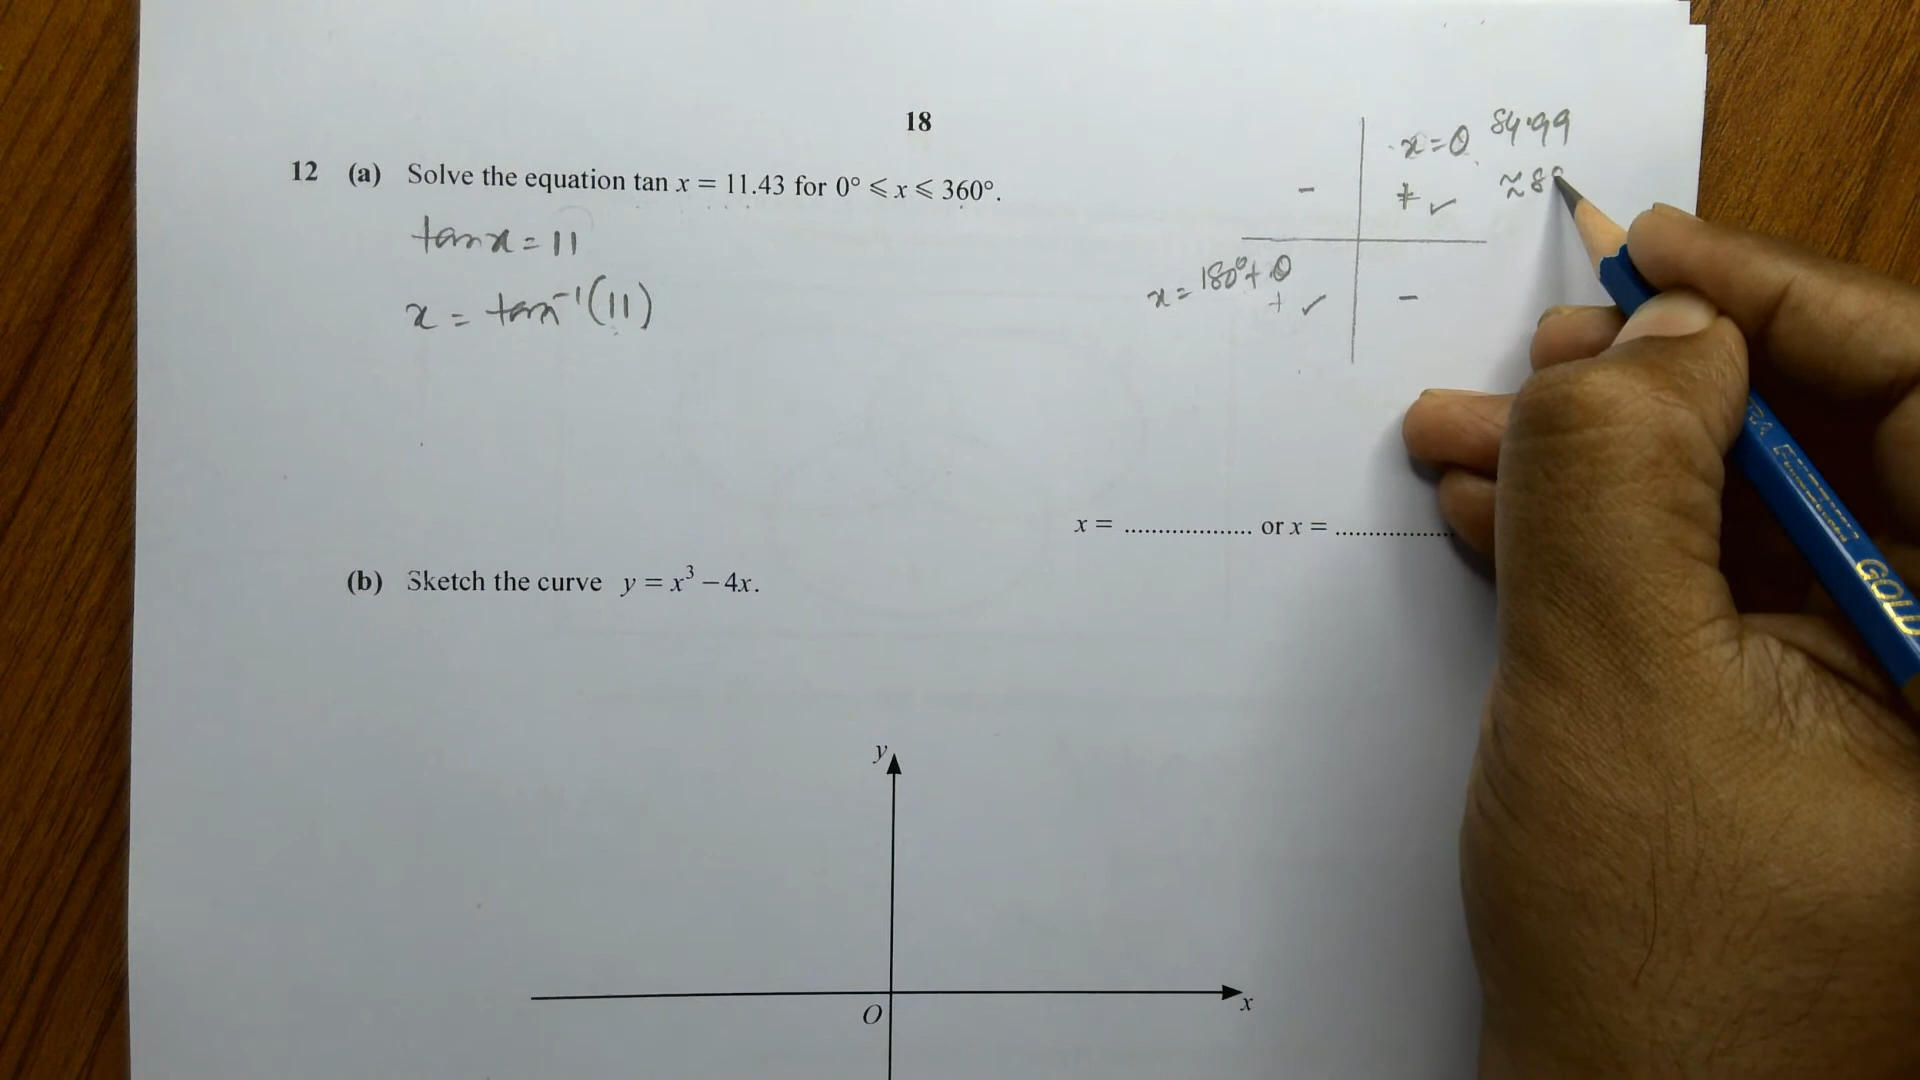 18
12 (a) Solve the equation tan x = 11.43 for 0° ⩽ x ⩽ 360°.
tan x = 11
x = tan⁻¹(11)
x = θ 84.99
- + ✓ ≈ 8
x = 180° + θ
+ ✓ -
x = .................... or x = ..................
(b) Sketch the curve y = x³ – 4x.
y
O
x
GOLD